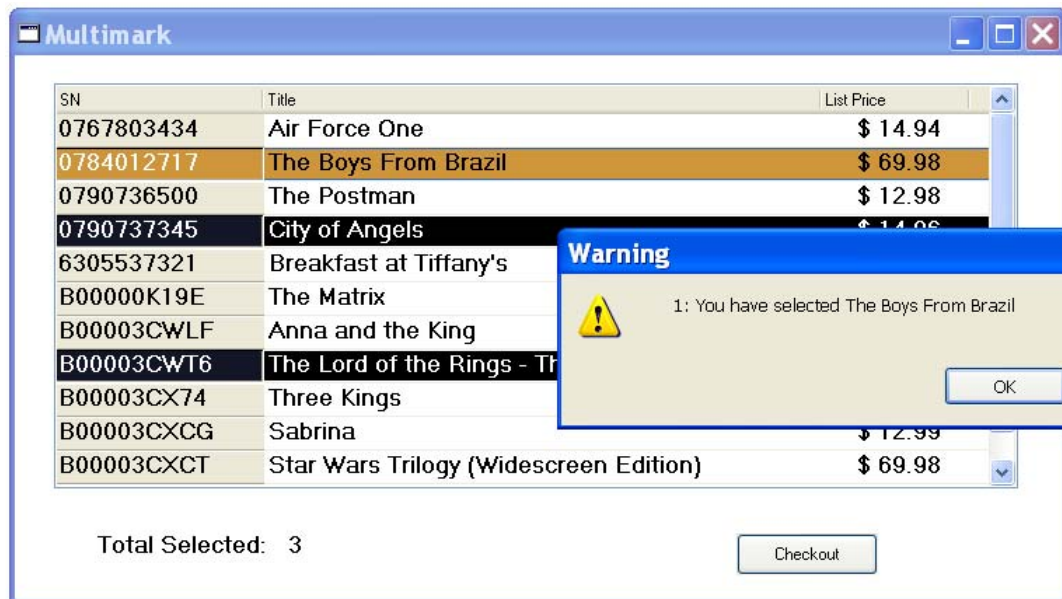 Multimark
SN Title List Price
0767803434 Air Force One $ 14.94
0784012717 The Boys From Brazil $ 69.98
0790736500 The Postman $ 12.98
0790737345 City of Angels
6305537321 Breakfast at Tiffany's
B00000K19E The Matrix
B00003CWLF Anna and the King
B00003CWT6 The Lord of the Rings -
B00003CX74 Three Kings
B00003CXCG Sabrina $ 12.99
B00003CXCT Star Wars Trilogy (Widescreen Edition) $ 69.98
Warning
1: You have selected The Boys From Brazil
OK
Total Selected: 3
Checkout